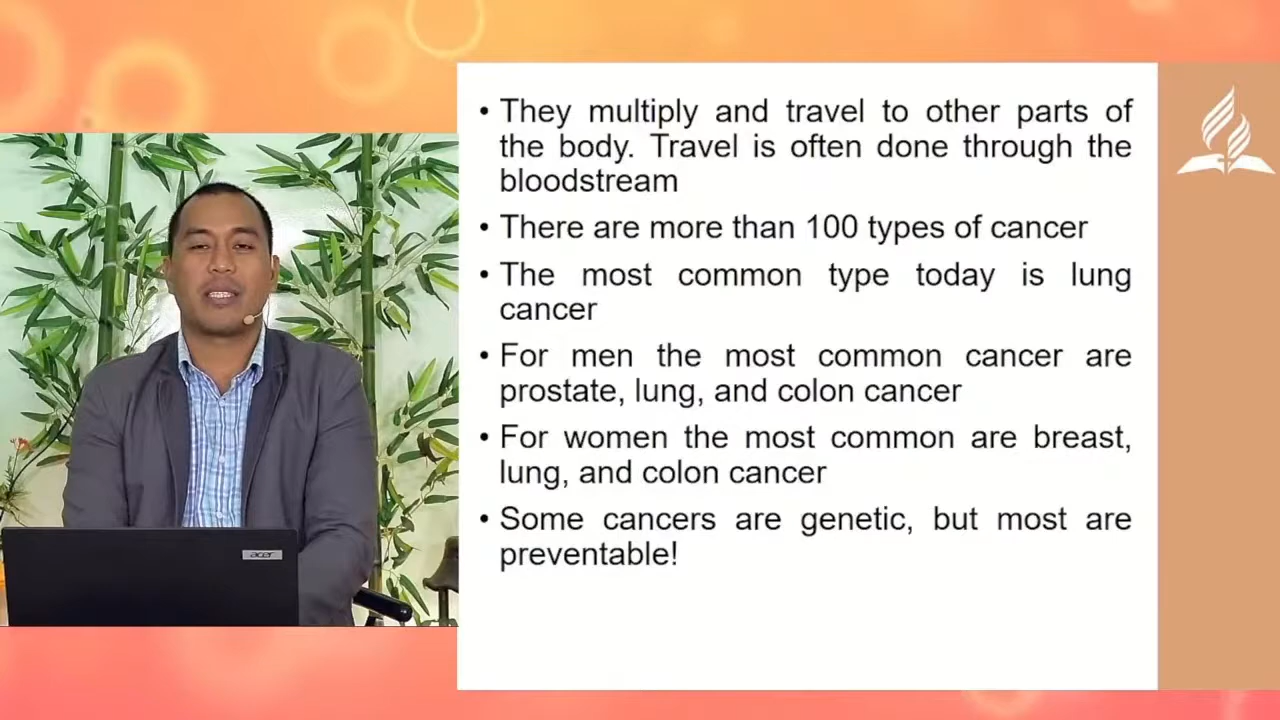 • They multiply and travel to other parts of
the body. Travel is often done through the
bloodstream
• There are more than 100 types of cancer
• The most common type today is lung
cancer
• For men the most common cancer are
prostate, lung, and colon cancer
• For women the most common are breast,
lung, and colon cancer
• Some cancers are genetic, but most are
preventable!
acer